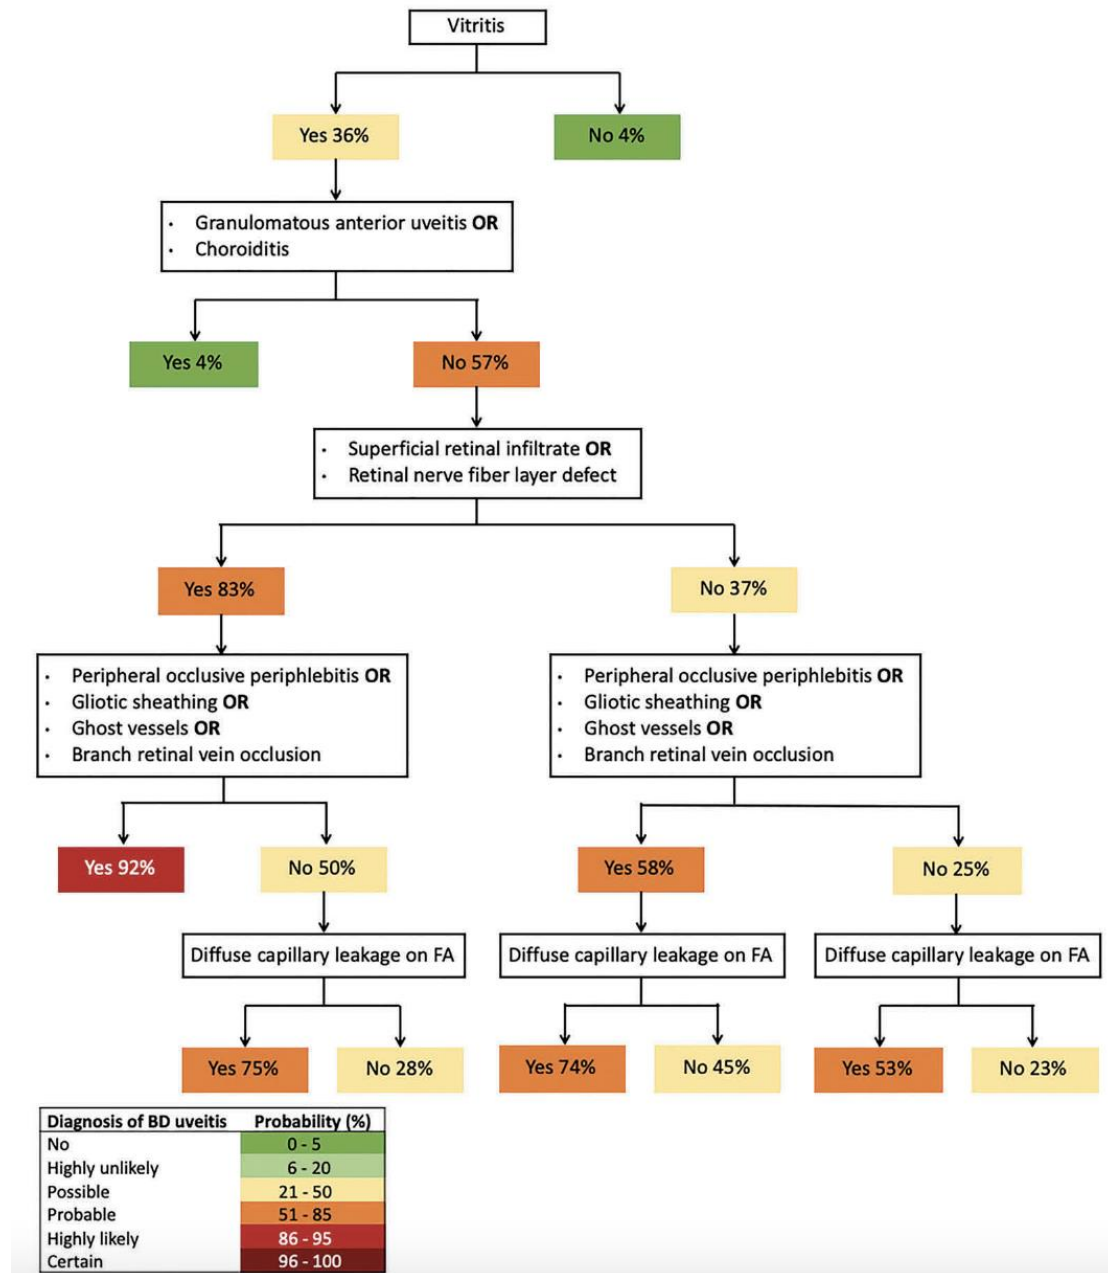 Vitritis
Yes 36%
No 4%
· Granulomatous anterior uveitis OR
· Choroiditis
Yes 4%
No 57%
· Superficial retinal infiltrate OR
· Retinal nerve fiber layer defect
Yes 83%
No 37%
· Peripheral occlusive periphlebitis OR
· Gliotic sheathing OR
· Ghost vessels OR
· Branch retinal vein occlusion
· Peripheral occlusive periphlebitis OR
· Gliotic sheathing OR
· Ghost vessels OR
· Branch retinal vein occlusion
Yes 92%
No 50%
Yes 58%
No 25%
Diffuse capillary leakage on FA
Diffuse capillary leakage on FA
Diffuse capillary leakage on FA
Yes 75%
No 28%
Yes 74%
No 45%
Yes 53%
No 23%
Diagnosis of BD uveitis Probability (%)
No 0 - 5
Highly unlikely 6 - 20
Possible 21 - 50
Probable 51 - 85
Highly likely 86 - 95
Certain 96 - 100